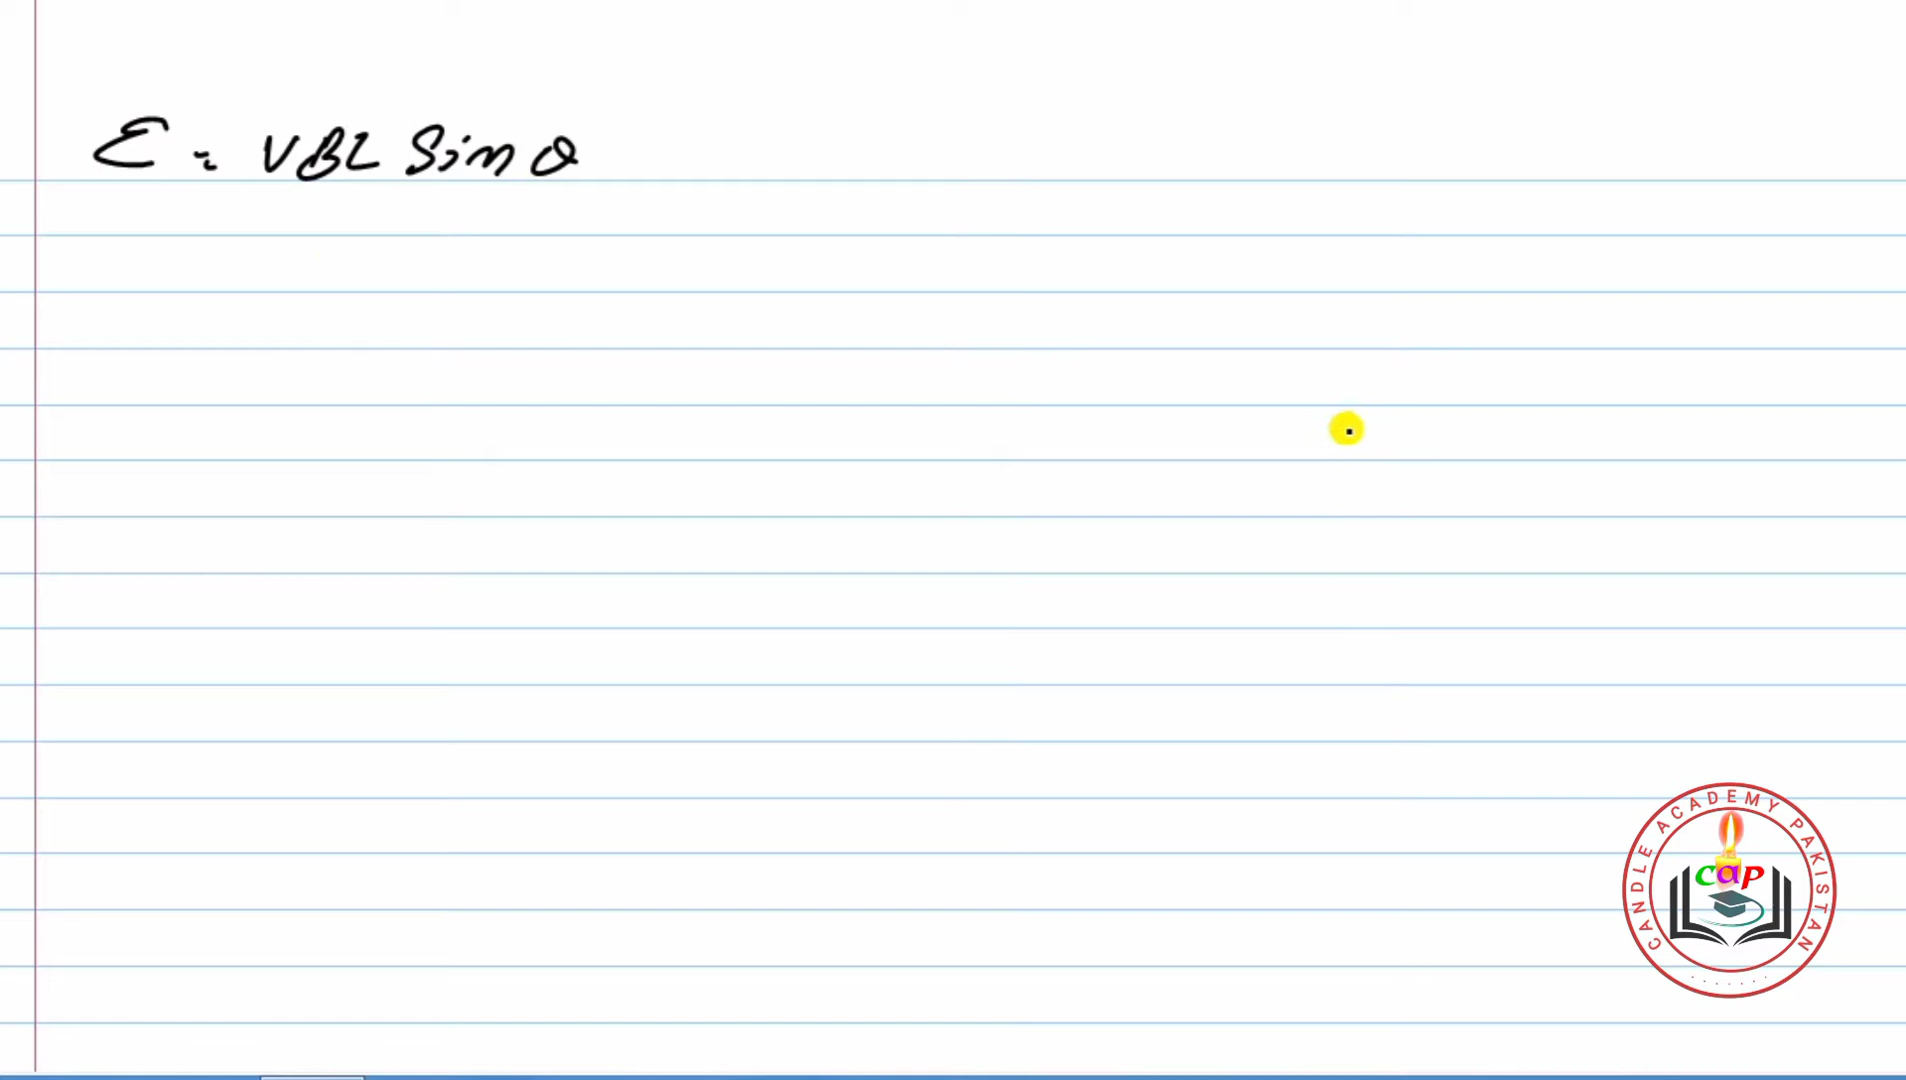 Ɛ = VBL Sin θ
CANDLE ACADEMY PAKISTAN
cap